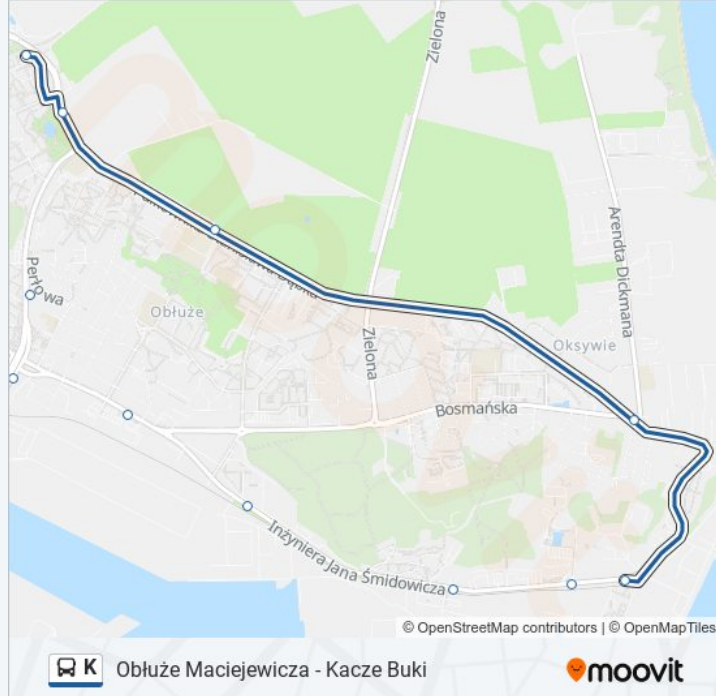 Zielona
Arendta Dickmana
Perłowa
Obłuże
Zielona
Oksywie
Bosmańska
Inżyniera Jana Śmidowicza
© OpenStreetMap contributors | © OpenMapTiles
K Obłuże Maciejewicza - Kacze Buki
moovit